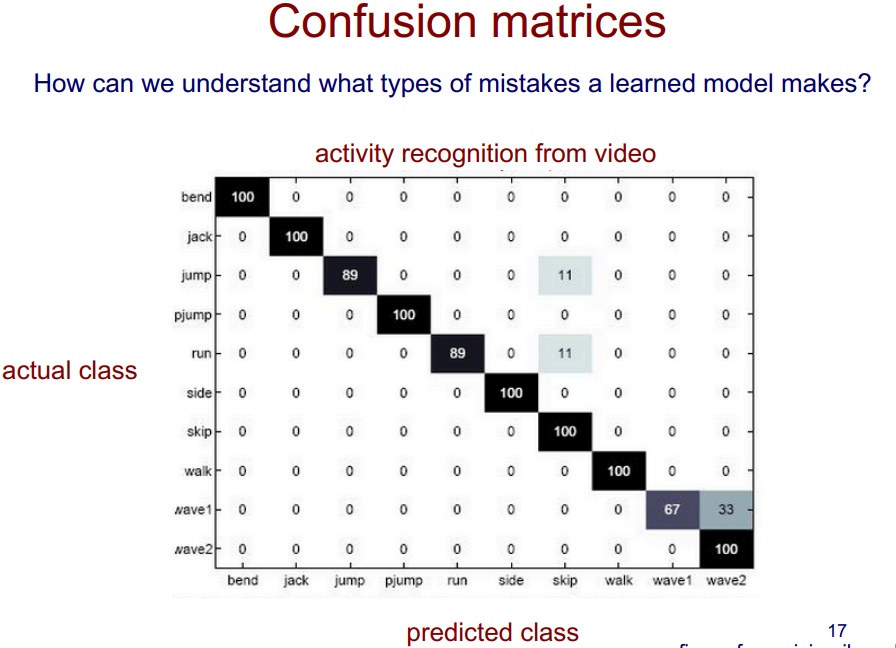 Confusion matrices
How can we understand what types of mistakes a learned model makes?
activity recognition from video
bend 100 0 0 0 0 0 0 0 0 0
jack 0 100 0 0 0 0 0 0 0 0
jump 0 0 89 0 0 0 11 0 0 0
pjump 0 0 0 100 0 0 0 0 0 0
run 0 0 0 0 89 0 11 0 0 0
actual class
side 0 0 0 0 0 100 0 0 0 0
skip 0 0 0 0 0 0 100 0 0 0
walk 0 0 0 0 0 0 0 100 0 0
wave1 0 0 0 0 0 0 0 0 67 33
wave2 0 0 0 0 0 0 0 0 0 100
bend jack jump pjump run side skip walk wave1 wave2
predicted class
17